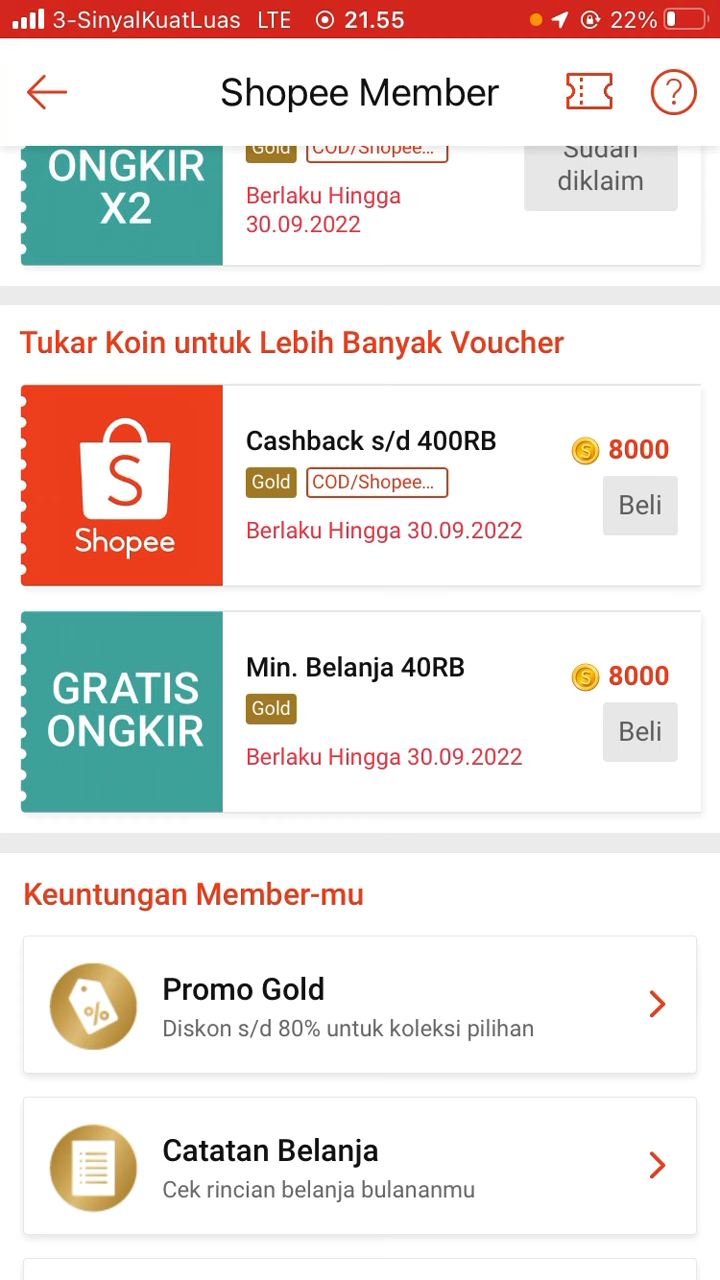 3-SinyalKuatLuas LTE 21.55 22%
Shopee Member
ONGKIR
X2
Gold COD/Shopee...
Berlaku Hingga
30.09.2022
Sudah
diklaim
Tukar Koin untuk Lebih Banyak Voucher
S
Shopee
Cashback s/d 400RB
Gold COD/Shopee...
Berlaku Hingga 30.09.2022
S 8000
Beli
GRATIS
ONGKIR
Min. Belanja 40RB
Gold
Berlaku Hingga 30.09.2022
S 8000
Beli
Keuntungan Member-mu
Promo Gold
Diskon s/d 80% untuk koleksi pilihan
Catatan Belanja
Cek rincian belanja bulananmu